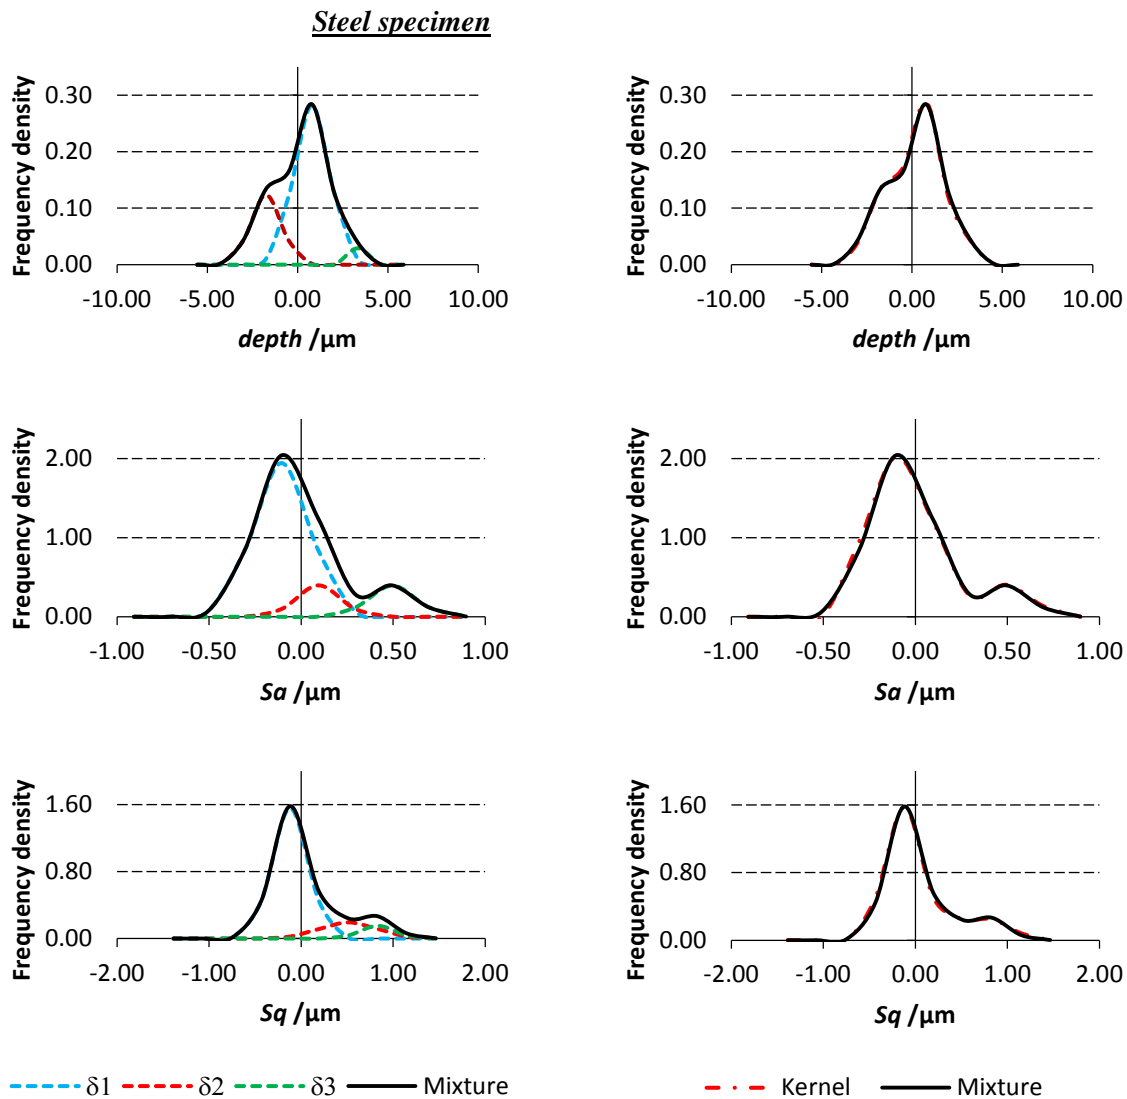 Steel specimen
Frequency density
0.30
0.20
0.10
0.00
-10.00 -5.00 0.00 5.00 10.00
depth /µm
Frequency density
0.30
0.20
0.10
0.00
-10.00 -5.00 0.00 5.00 10.00
depth /µm
Frequency density
2.00
1.00
0.00
-1.00 -0.50 0.00 0.50 1.00
Sa /µm
Frequency density
2.00
1.00
0.00
-1.00 -0.50 0.00 0.50 1.00
Sa /µm
Frequency density
1.60
0.80
0.00
-2.00 -1.00 0.00 1.00 2.00
Sq /µm
Frequency density
1.60
0.80
0.00
-2.00 -1.00 0.00 1.00 2.00
Sq /µm
δ1 δ2 δ3 Mixture
Kernel Mixture